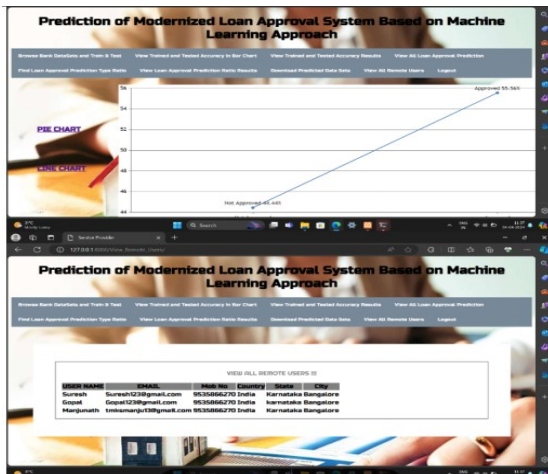 Prediction of Modernized Loan Approval System Based on Machine
Learning Approach
Browse Bank DataSets and Train & Test View Trained and Tested Accuracy in Bar Chart View Trained and Tested Accuracy Results View All Loan Approval Prediction
Find Loan Approval Prediction Type Ratio View Loan Approval Prediction Ratio Results Download Predicted Data Sets View All Remote Users Logout
56
Approved 55.56%
54
PIE CHART
52
50
LINE CHART
48
46
Not Approved 44.44%
44
Search
Service Provider
Prediction of Modernized Loan Approval System Based on Machine
Learning Approach
Browse Bank DataSets and Train & Test View Trained and Tested Accuracy in Bar Chart View Trained and Tested Accuracy Results View All Loan Approval Prediction
Find Loan Approval Prediction Type Ratio View Loan Approval Prediction Ratio Results Download Predicted Data Sets View All Remote Users Logout
VIEW ALL REMOTE USERS !!!
USER NAME EMAIL Mob No Country State City
Suresh Suresh123@gmail.com 9535866270 India Karnataka Bangalore
Gopal Gopal123@gmail.com 9535866270 India karnataka Bangalore
Manjunath tmksmanju13@gmail.com 9535866270 India Karnataka Bangalore